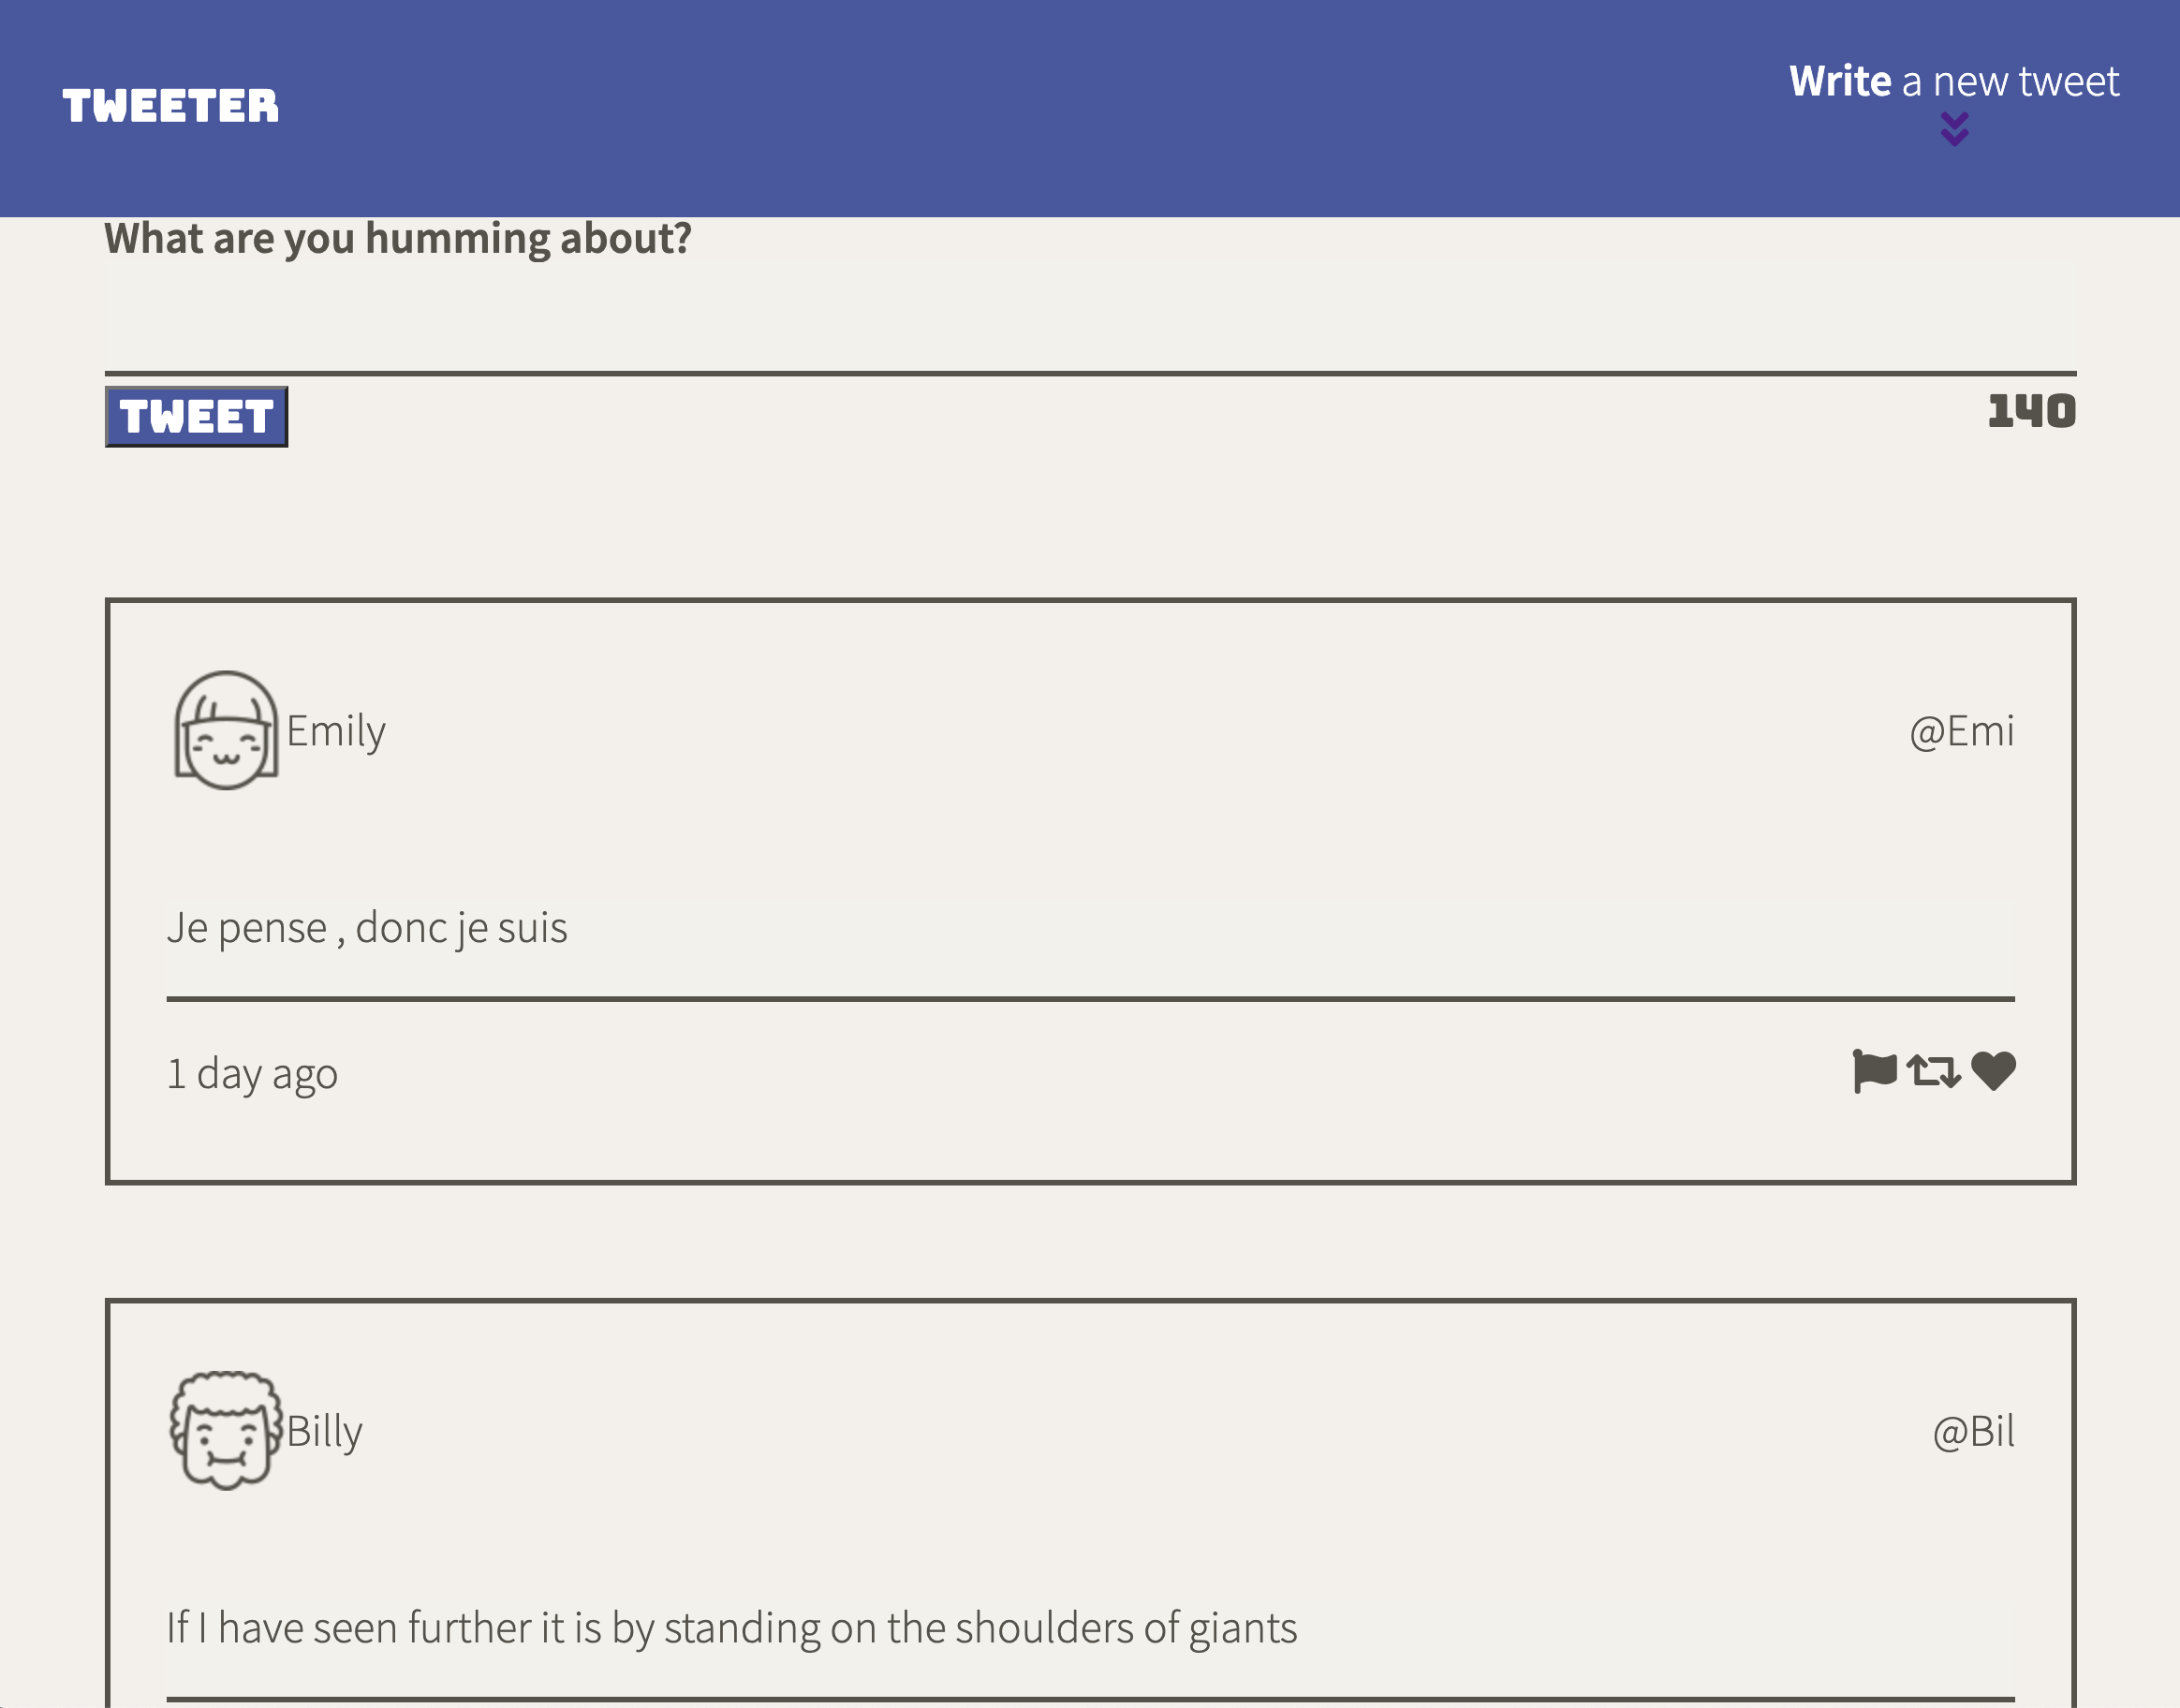 TWEETER
Write a new tweet
What are you humming about?
TWEET
140
Emily
@Emi
Je pense , donc je suis
1 day ago
Billy
@Bil
If I have seen further it is by standing on the shoulders of giants